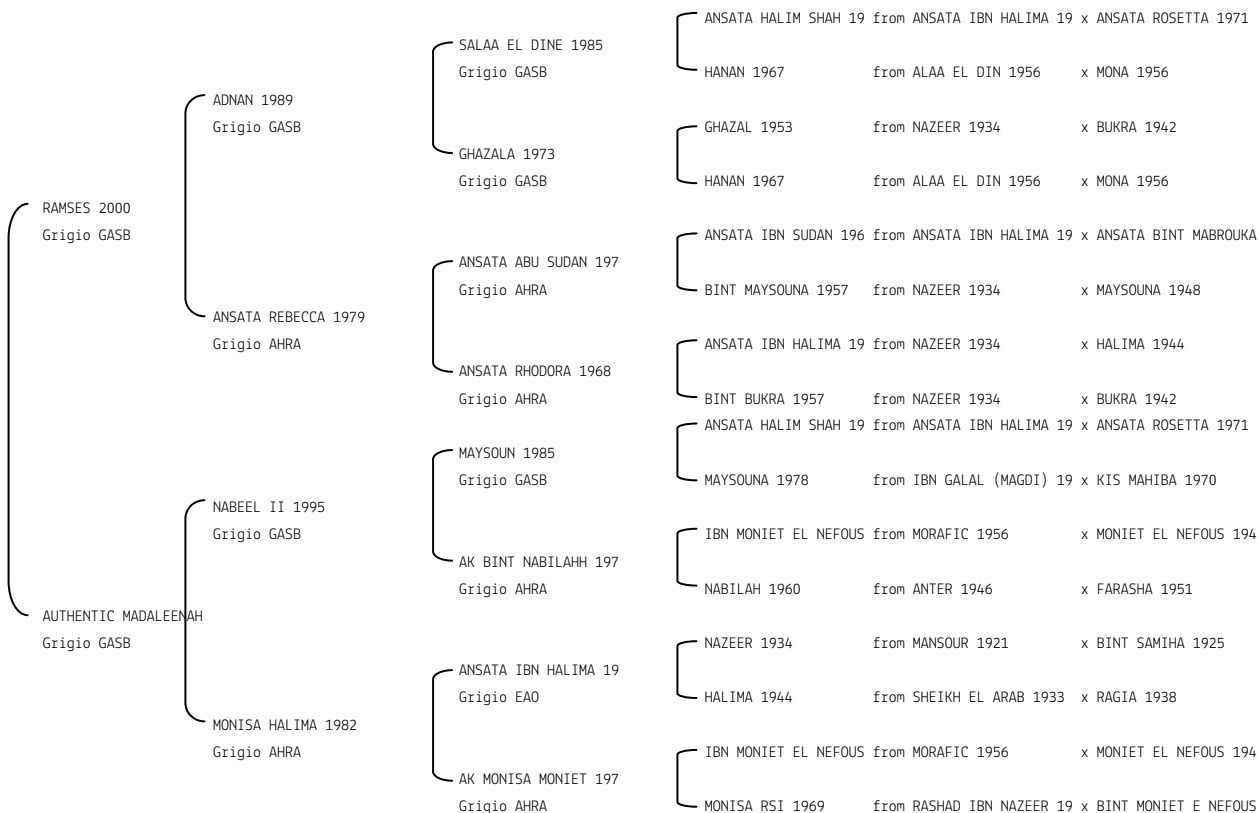 ANSATA HALIM SHAH 19 from ANSATA IBN HALIMA 19 x ANSATA ROSETTA 1971
SALAA EL DINE 1985
Grigio GASB
HANAN 1967 from ALAA EL DIN 1956 x MONA 1956
ADNAN 1989
Grigio GASB
GHAZAL 1953 from NAZEER 1934 x BUKRA 1942
GHAZALA 1973
Grigio GASB
HANAN 1967 from ALAA EL DIN 1956 x MONA 1956
RAMSES 2000
Grigio GASB
ANSATA IBN SUDAN 196 from ANSATA IBN HALIMA 19 x ANSATA BINT MABROUKA
ANSATA ABU SUDAN 197
Grigio AHRA
BINT MAYSOUNA 1957 from NAZEER 1934 x MAYSOUNA 1948
ANSATA REBECCA 1979
Grigio AHRA
ANSATA IBN HALIMA 19 from NAZEER 1934 x HALIMA 1944
ANSATA RHODORA 1968
Grigio AHRA
BINT BUKRA 1957 from NAZEER 1934 x BUKRA 1942
ANSATA HALIM SHAH 19 from ANSATA IBN HALIMA 19 x ANSATA ROSETTA 1971
MAYSOUN 1985
Grigio GASB
MAYSOUNA 1978 from IBN GALAL (MAGDI) 19 x KIS MAHIBA 1970
NABEEL II 1995
Grigio GASB
IBN MONIET EL NEFOUS from MORAFIC 1956 x MONIET EL NEFOUS 194
AK BINT NABILAHH 197
Grigio AHRA
NABILAH 1960 from ANTER 1946 x FARASHA 1951
AUTHENTIC MADALEENAH
Grigio GASB
NAZEER 1934 from MANSOUR 1921 x BINT SAMIHA 1925
ANSATA IBN HALIMA 19
Grigio EAO
HALIMA 1944 from SHEIKH EL ARAB 1933 x RAGIA 1938
MONISA HALIMA 1982
Grigio AHRA
IBN MONIET EL NEFOUS from MORAFIC 1956 x MONIET EL NEFOUS 194
AK MONISA MONIET 197
Grigio AHRA
MONISA RSI 1969 from RASHAD IBN NAZEER 19 x BINT MONIET E NEFOUS